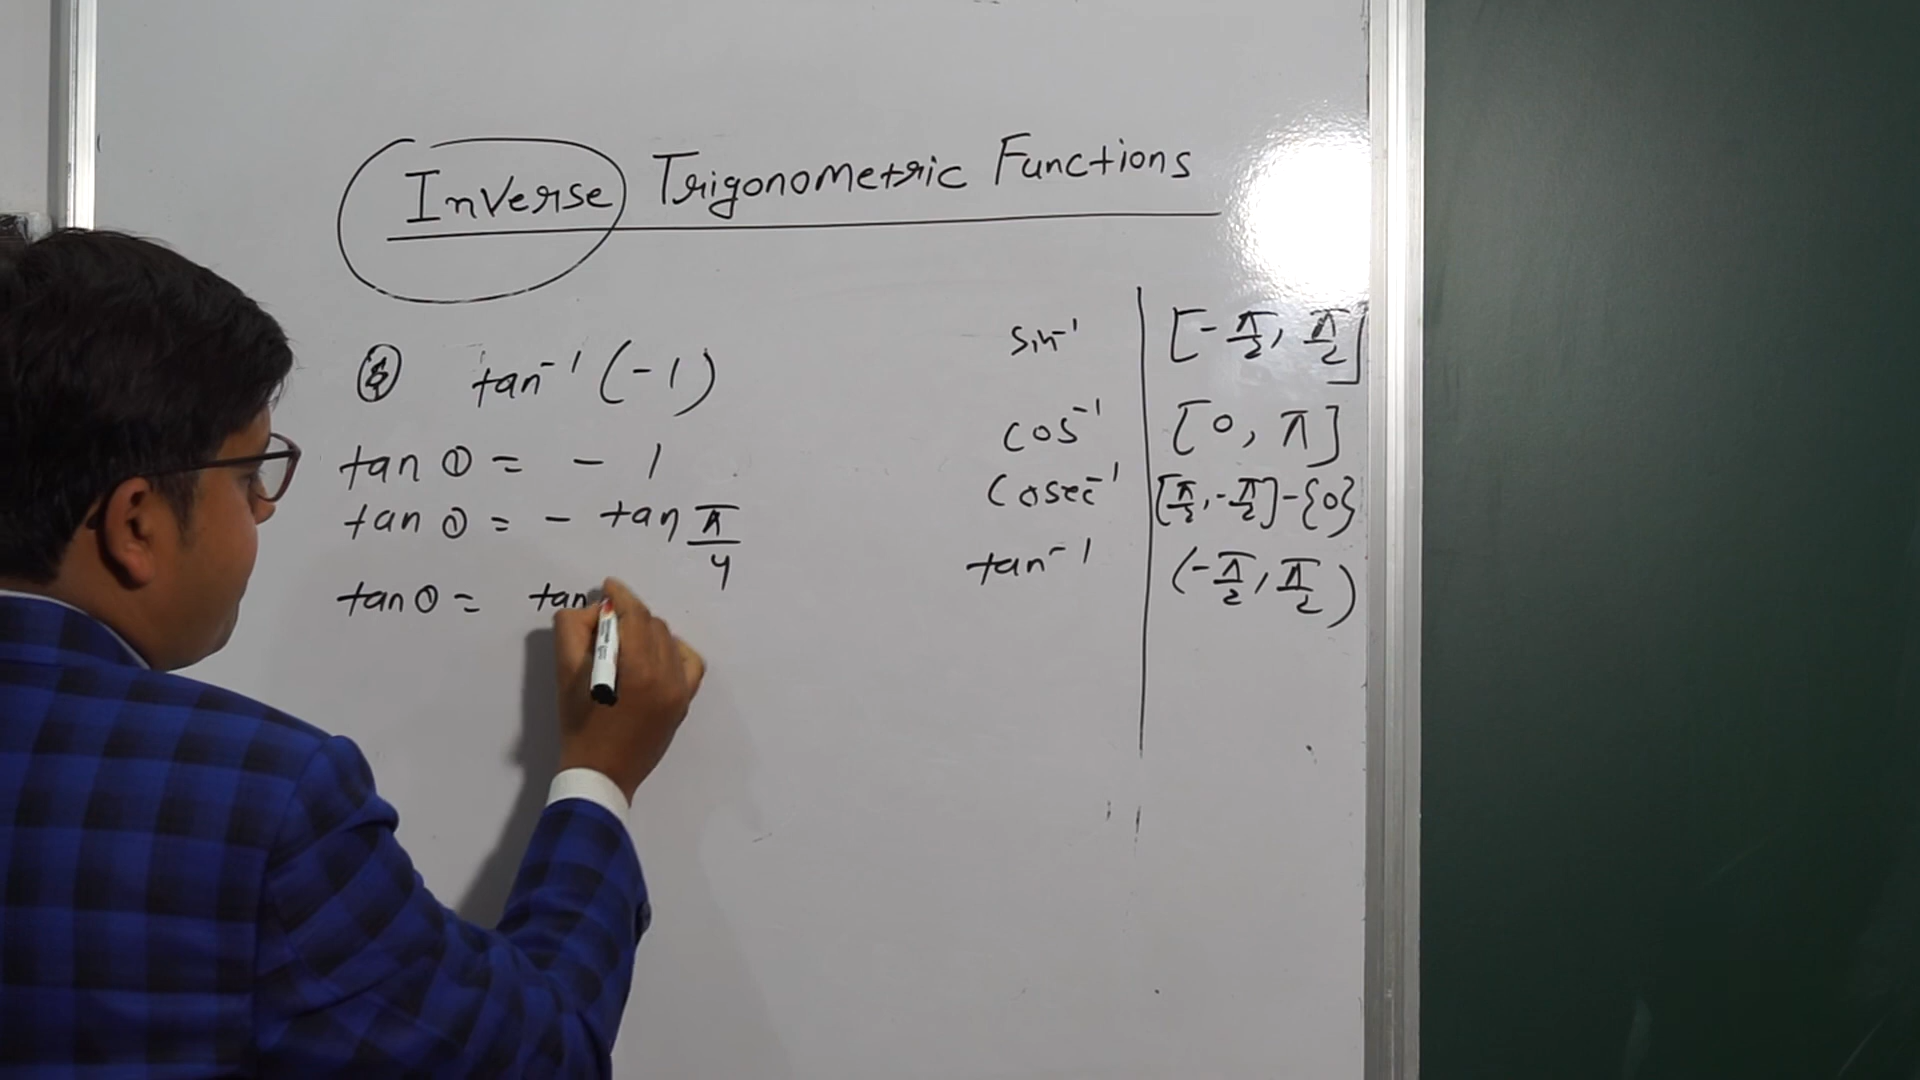 Inverse Trigonometric Functions
tan⁻¹ (-1)
tan θ = - 1
tan θ = - tan π/4
tan θ = tan
sin⁻¹ [-π/2, π/2]
cos⁻¹ [0, π]
cosec⁻¹ [π/2, -π/2] - {0}
tan⁻¹ (-π/2, π/2)